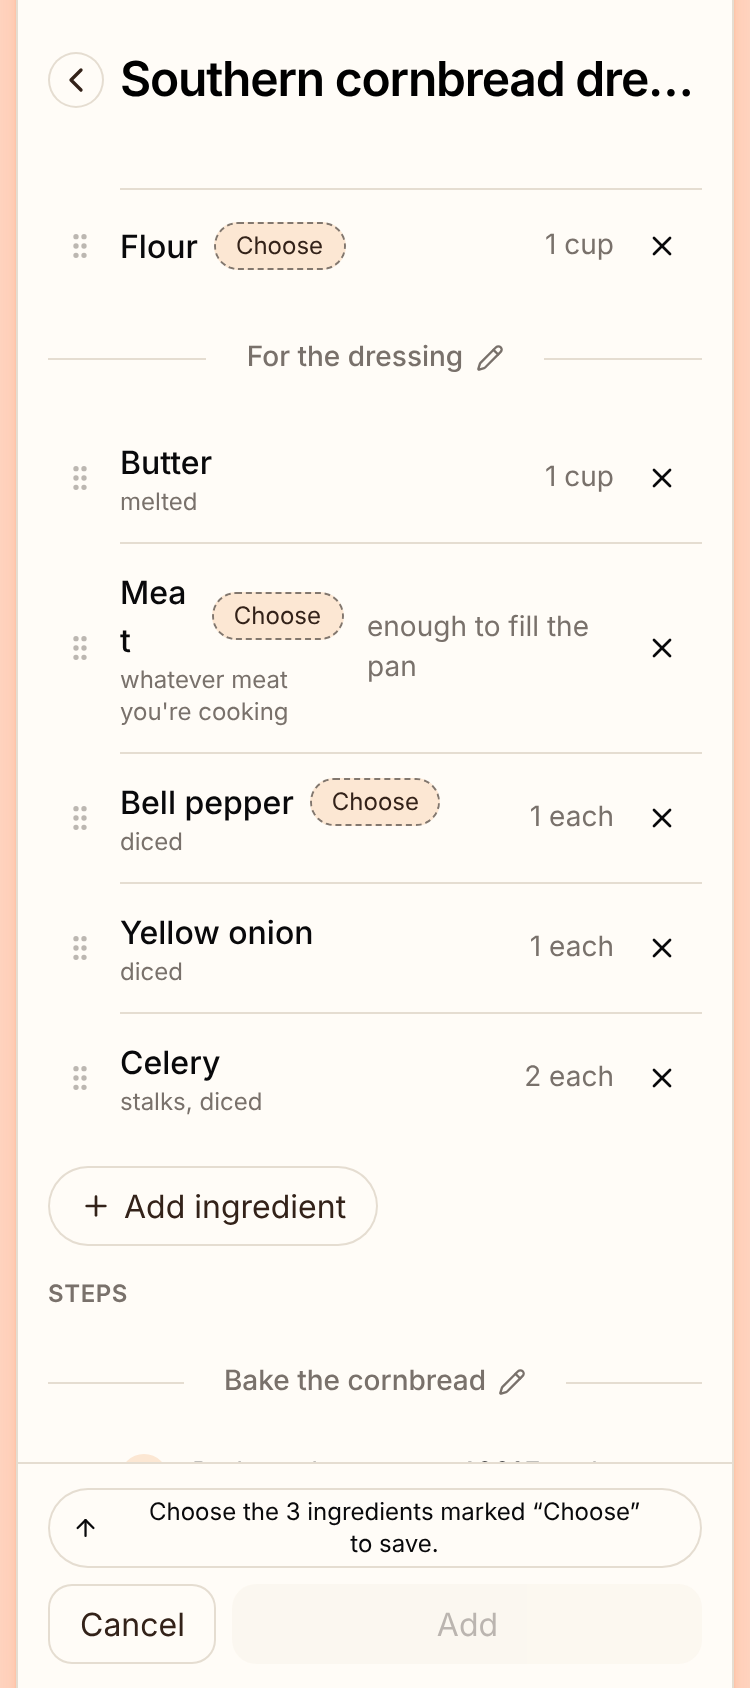 Southern cornbread dre...
Flour Choose 1 cup
For the dressing
Butter 1 cup
melted
Mea
t Choose enough to fill the
pan
whatever meat
you're cooking
Bell pepper Choose 1 each
diced
Yellow onion 1 each
diced
Celery 2 each
stalks, diced
+ Add ingredient
STEPS
Bake the cornbread
Choose the 3 ingredients marked “Choose”
to save.
Cancel Add